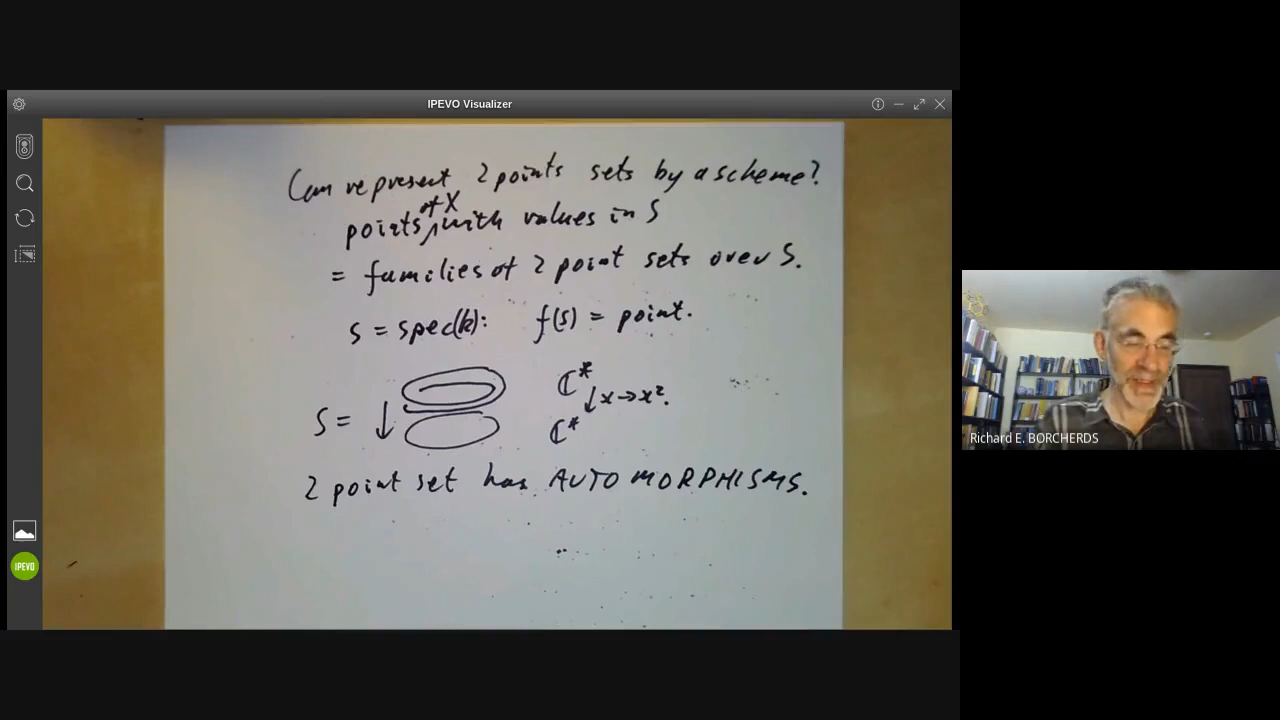 IPEVO Visualizer
Can represent 2 points sets by a scheme?
points of X with values in S
= families of 2 point sets over S.
S = spec(k): f(S) = point.
ℂ*
S = ↓ ↓ x→x².
ℂ*
2 point set has AUTOMORPHISMS.
Richard E. BORCHERDS
IPEVO